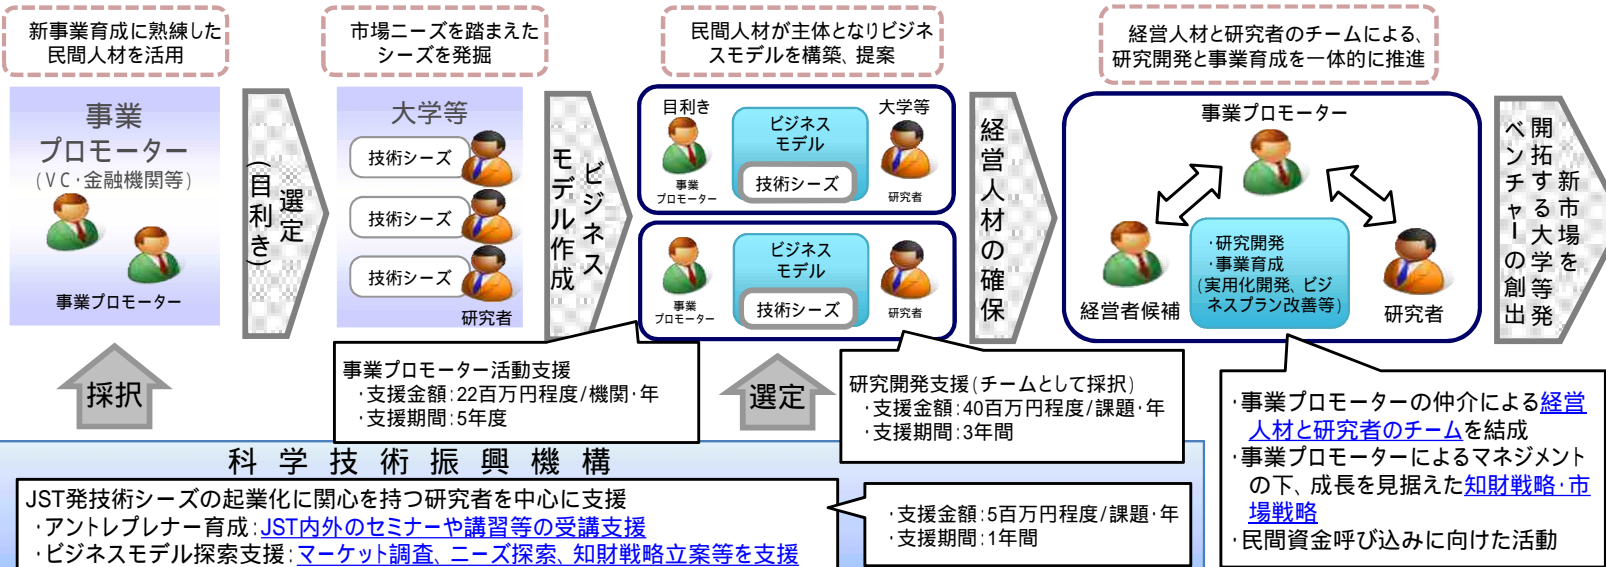 新事業育成に熟練した
民間人材を活用
市場ニーズを踏まえた
シーズを発掘
民間人材が主体となりビジネ
スモデルを構築、提案
経営人材と研究者のチームによる、
研究開発と事業育成を一体的に推進
事業
プロモーター
(VC・金融機関等)
事業プロモーター
選定
(目利き)
大学等
技術シーズ
技術シーズ
技術シーズ
研究者
ビジネス
モデル作成
目利き
事業
プロモーター
ビジネス
モデル
技術シーズ
大学等
研究者
事業
プロモーター
ビジネス
モデル
技術シーズ
研究者
経営人材の確保
事業プロモーター
経営者候補
・研究開発
・事業育成
(実用化開発、ビジ
ネスプラン改善等)
研究者
新市場を
開拓する大学等発
ベンチャーの創出
採択
事業プロモーター活動支援
・支援金額:22百万円程度/機関・年
・支援期間:5年度
選定
研究開発支援(チームとして採択)
・支援金額:40百万円程度/課題・年
・支援期間:3年間
・事業プロモーターの仲介による経営
人材と研究者のチームを結成
・事業プロモーターによるマネジメント
の下、成長を見据えた知財戦略・市
場戦略
・民間資金呼び込みに向けた活動
科学技術振興機構
JST発技術シーズの起業化に関心を持つ研究者を中心に支援
・アントレプレナー育成:JST内外のセミナーや講習等の受講支援
・ビジネスモデル探索支援:マーケット調査、ニーズ探索、知財戦略立案等を支援
・支援金額:5百万円程度/課題・年
・支援期間:1年間